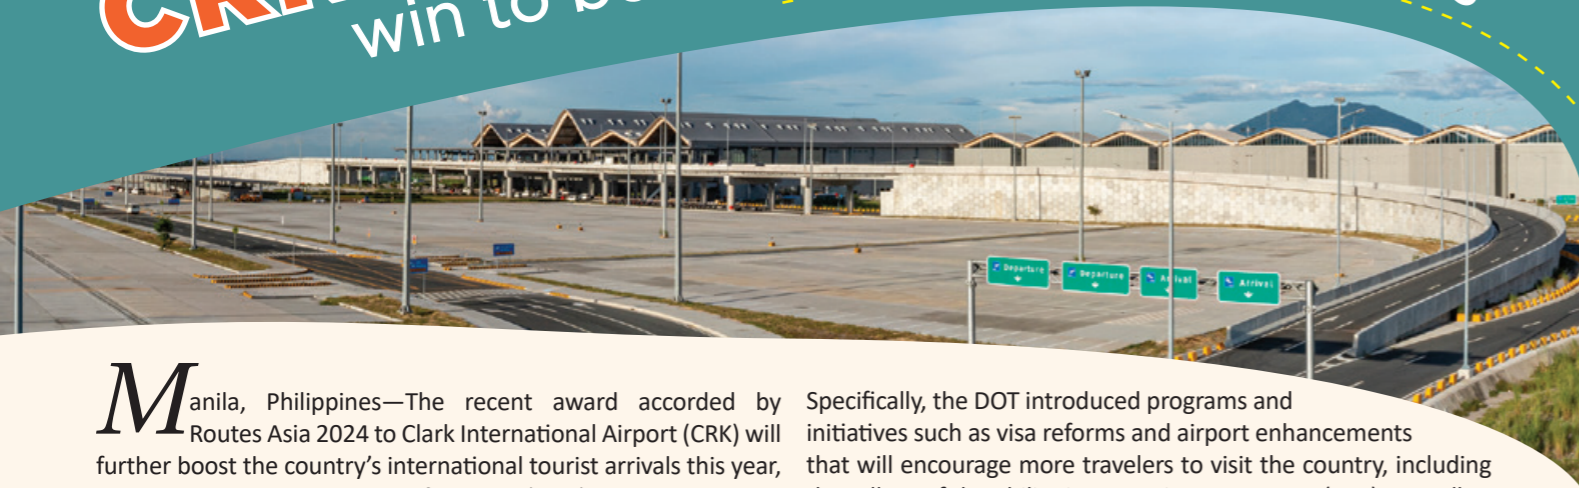 win to
Departure
Departure
Arrival
Arrival
Manila, Philippines—The recent award accorded by
Routes Asia 2024 to Clark International Airport (CRK) will
further boost the country’s international tourist arrivals this year,
Specifically, the DOT introduced programs and
initiatives such as visa reforms and airport enhancements
that will encourage more travelers to visit the country, including